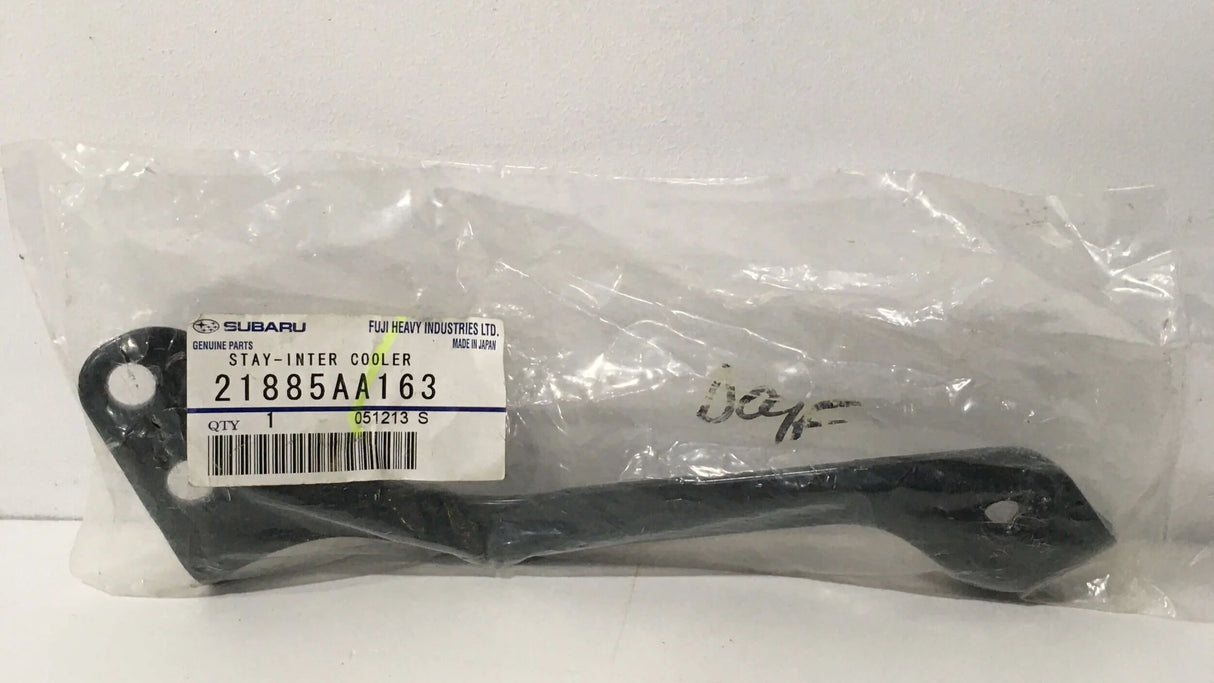 SUBARU FUJI HEAVY INDUSTRIES LTD.
GENUINE PARTS MADE IN JAPAN
STAY-INTER COOLER
21885AA163
QTY 1 051213 S